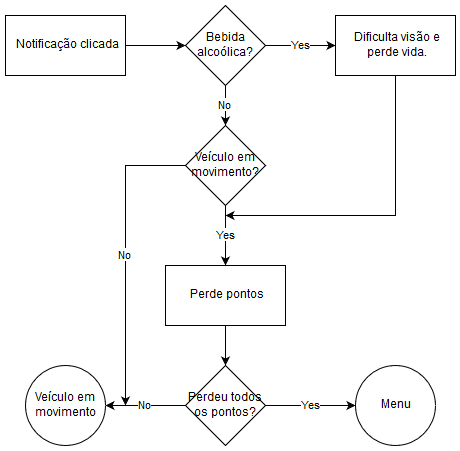 Notificação clicada
Bebida
alcoólica?
Yes
Dificulta visão e
perde vida.
No
Veículo em
movimento?
Yes
No
Perde pontos
Veículo em
movimento
No
Perdeu todos
os pontos?
Yes
Menu